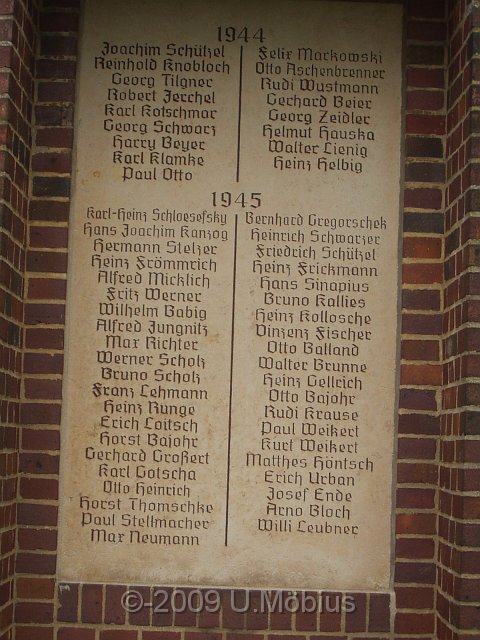 1944
Joachim Schützel
Reinhold Knobloch
Georg Tilgner
Robert Jerchel
Karl Kotschmar
Georg Schwarz
Harry Beyer
Karl Klamke
Paul Otto
Felix Markowski
Otto Aschenbrenner
Rudi Wustmann
Gerhard Beier
Georg Zeidler
Helmut Hauska
Walter Lienig
Heinz Helbig
1945
Karl-Heinz Schloesefsky
Hans Joachim Kanzog
Hermann Stelzer
Heinz Frömmrich
Alfred Micklich
Fritz Werner
Wilhelm Babig
Alfred Jungnitz
Max Richter
Werner Scholz
Bruno Scholz
Franz Lehmann
Heinz Runge
Erich Loitsch
Horst Bajohr
Gerhard Großert
Karl Gotscha
Otto Heinrich
Horst Thomschke
Paul Stellmacher
Max Neumann
Bernhard Gregorschek
Heinrich Schwarzer
Friedrich Schützel
Heinz Frickmann
Hans Sinapius
Bruno Kallies
Heinz Kollosche
Vinzenz Fischer
Otto Balland
Walter Brunne
Heinz Gellrich
Otto Bajohr
Rudi Krause
Paul Weikert
Kurt Weikert
Matthes Höntsch
Erich Urban
Josef Ende
Arno Bloch
Willi Leubner
© 2009 U.Möbius